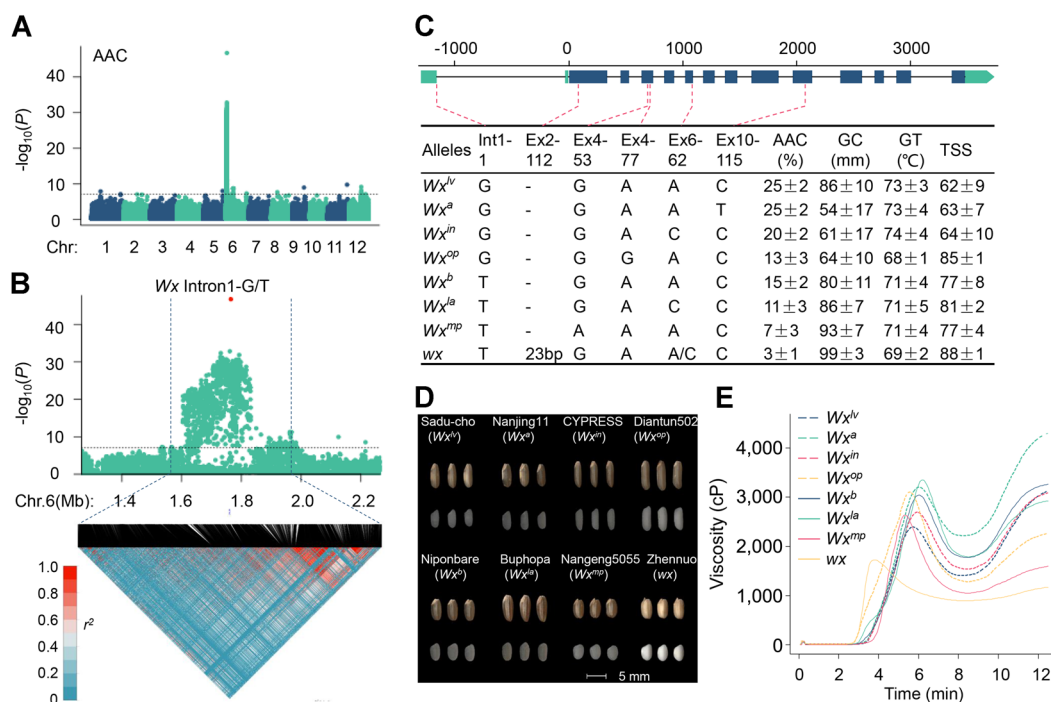 A
AAC
-log10(P)
40
30
20
10
0
Chr: 1 2 3 4 5 6 7 8 9 10 11 12
B
Wx Intron1-G/T
-log10(P)
40
30
20
10
0
Chr.6(Mb): 1.4 1.6 1.8 2.0 2.2
1.0
0.8
0.6
0.4
0.2
0
r2
C
-1000 0 1000 2000 3000
Alleles Int1-1 Ex2-112 Ex4-53 Ex4-77 Ex6-62 Ex10-115 AAC (%) GC (mm) GT (℃) TSS
Wxlv G - G A A C 25±2 86±10 73±3 62±9
Wxa G - G A A T 25±2 54±17 73±4 63±7
Wxin G - G A C C 20±2 61±17 74±4 64±10
Wxop G - G G A C 13±3 64±10 68±1 85±1
Wxb T - G A A C 15±2 80±11 71±4 77±8
Wxla T - G A C C 11±3 86±7 71±5 81±2
Wxmp T - A A A C 7±3 93±7 71±4 77±4
wx T 23bp G A A/C C 3±1 99±3 69±2 88±1
D
Sadu-cho Nanjing11 CYPRESS Diantun502
(Wxlv) (Wxa) (Wxin) (Wxop)
Niponbare Buphopa Nangeng5055 Zhennuo
(Wxb) (Wxla) (Wxmp) (wx)
5 mm
E
Viscosity (cP)
4,000
3,000
2,000
1,000
0
Wxlv
Wxa
Wxin
Wxop
Wxb
Wxla
Wxmp
wx
0 2 4 6 8 10 12
Time (min)